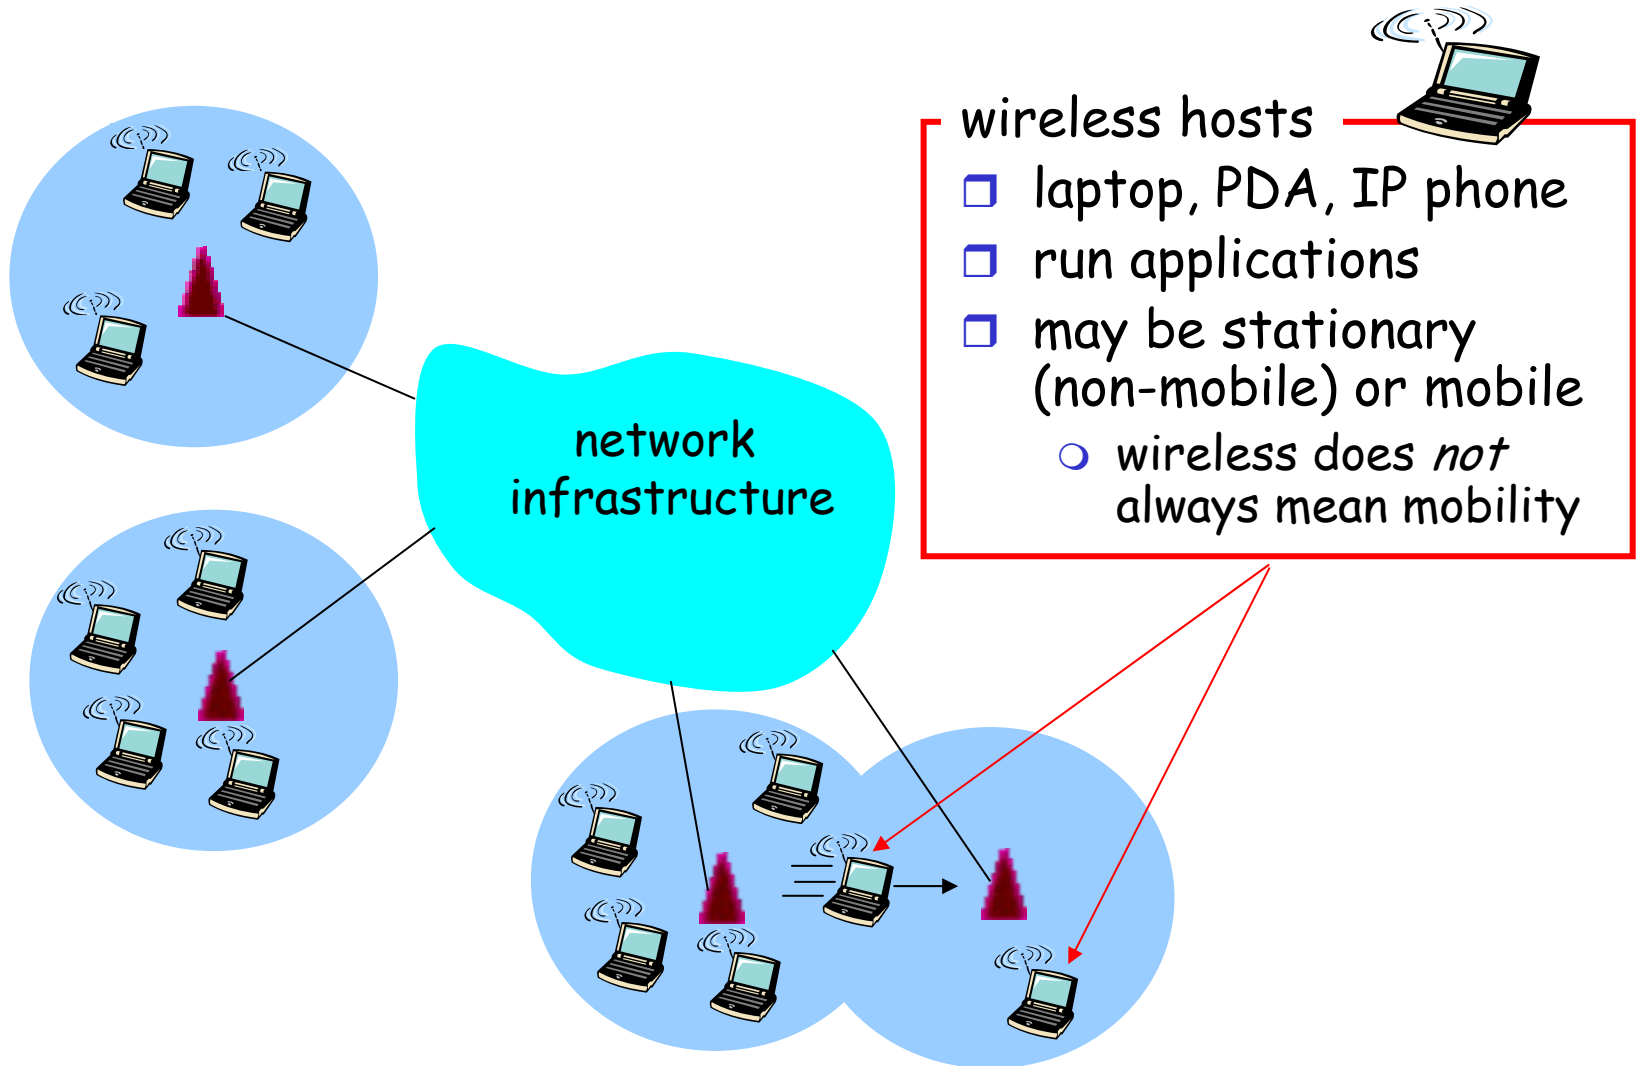 wireless hosts
laptop, PDA, IP phone
run applications
may be stationary
(non-mobile) or mobile
wireless does not
always mean mobility
network
infrastructure